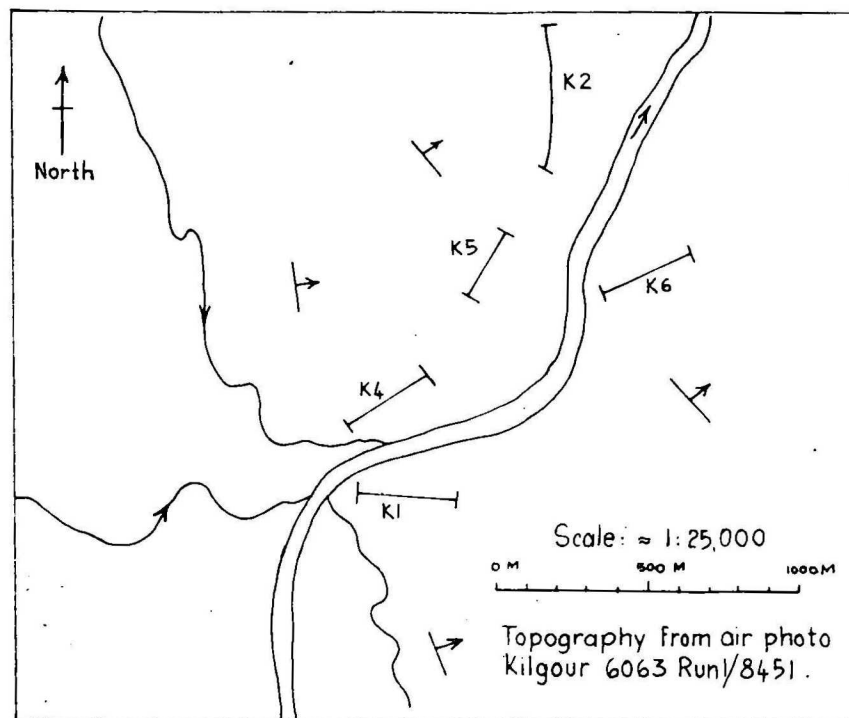 K2
North
K5
K6
K4
K1
Scale: ≈ 1:25,000
0 M 500 M 1000 M
Topography from air photo
Kilgour 6063 Run1/8451.